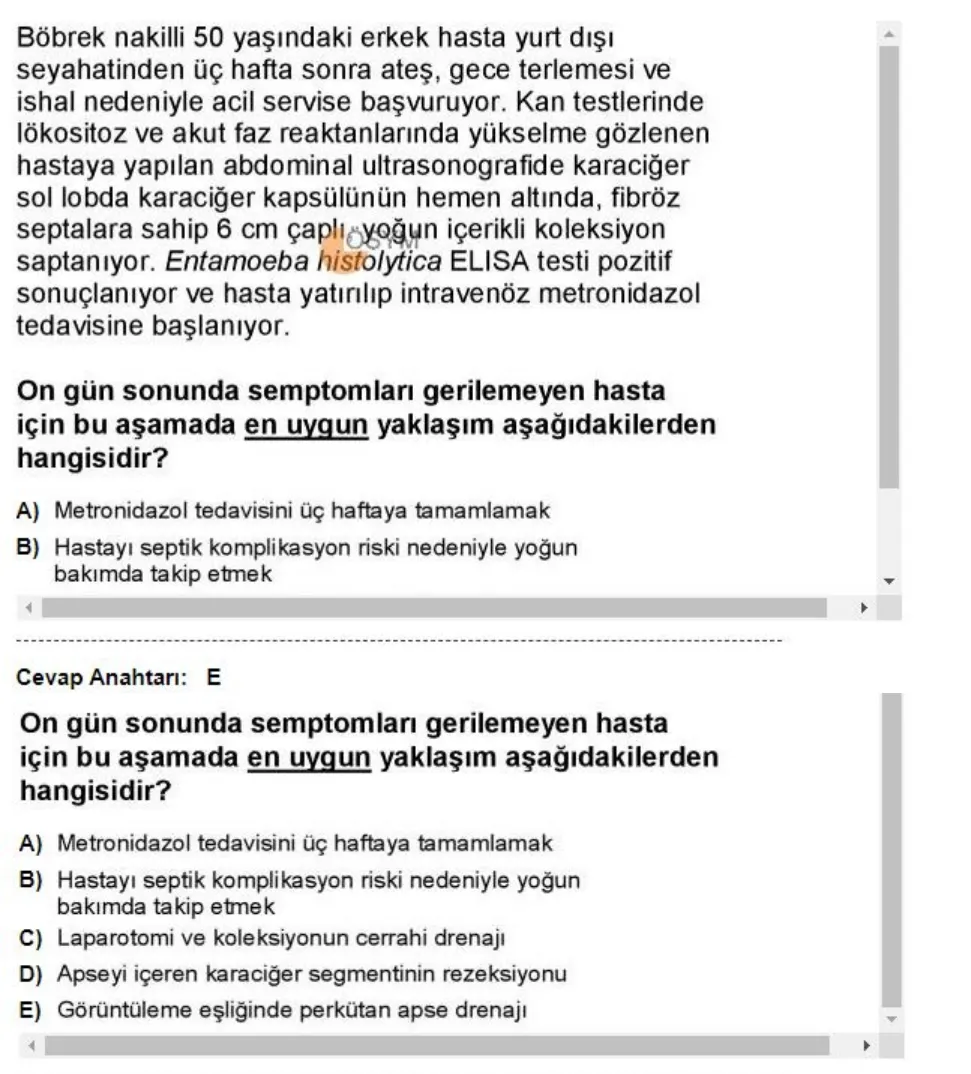 Böbrek nakilli 50 yaşındaki erkek hasta yurt dışı
seyahatinden üç hafta sonra ateş, gece terlemesi ve
ishal nedeniyle acil servise başvuruyor. Kan testlerinde
lökositoz ve akut faz reaktanlarında yükselme gözlenen
hastaya yapılan abdominal ultrasonografide karaciğer
sol lobda karaciğer kapsülünün hemen altında, fibröz
septalara sahip 6 cm çaplı, yoğun içerikli koleksiyon
ÖSYM
saptanıyor. Entamoeba histolytica ELISA testi pozitif
sonuçlanıyor ve hasta yatırılıp intravenöz metronidazol
tedavisine başlanıyor.
On gün sonunda semptomları gerilemeyen hasta
için bu aşamada en uygun yaklaşım aşağıdakilerden
hangisidir?
A) Metronidazol tedavisini üç haftaya tamamlamak
B) Hastayı septik komplikasyon riski nedeniyle yoğun
bakımda takip etmek
Cevap Anahtarı: E
On gün sonunda semptomları gerilemeyen hasta
için bu aşamada en uygun yaklaşım aşağıdakilerden
hangisidir?
A) Metronidazol tedavisini üç haftaya tamamlamak
B) Hastayı septik komplikasyon riski nedeniyle yoğun
bakımda takip etmek
C) Laparotomi ve koleksiyonun cerrahi drenajı
D) Apseyi içeren karaciğer segmentinin rezeksiyonu
E) Görüntüleme eşliğinde perkütan apse drenajı